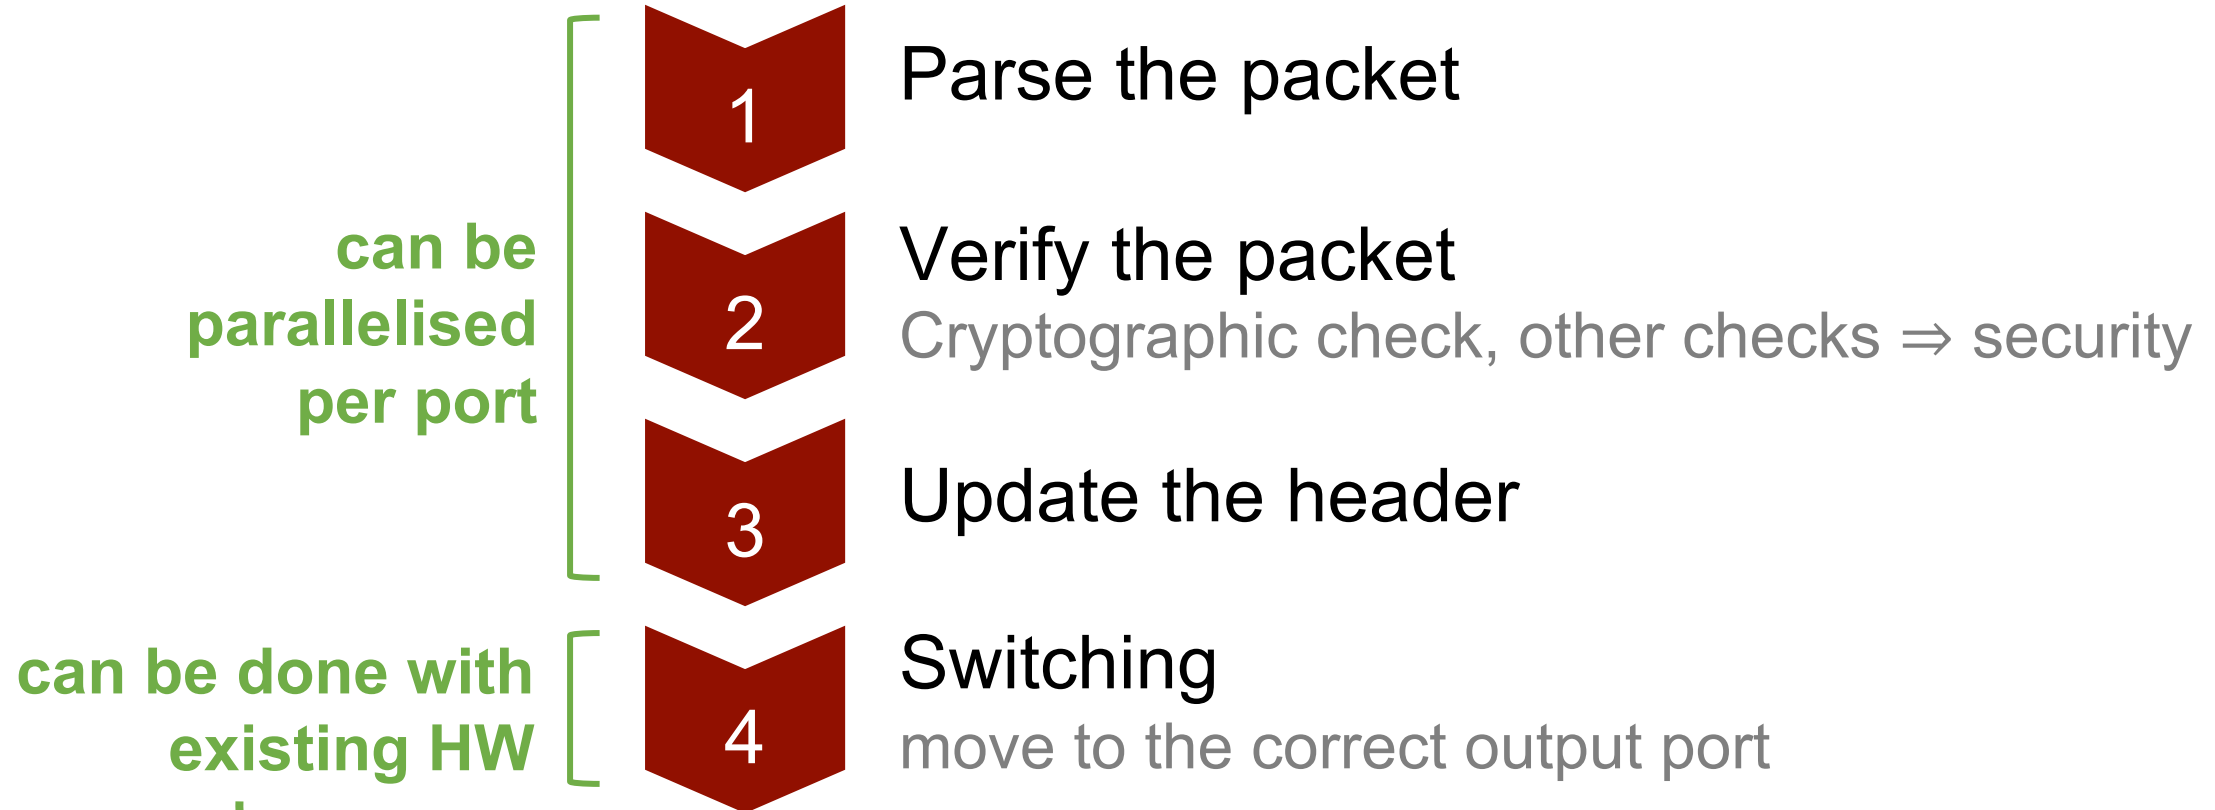 1
Parse the packet
2
Verify the packet
Cryptographic check, other checks ⇒ security
3
Update the header
4
Switching
move to the correct output port
can be
parallelised
per port
can be done with
existing HW